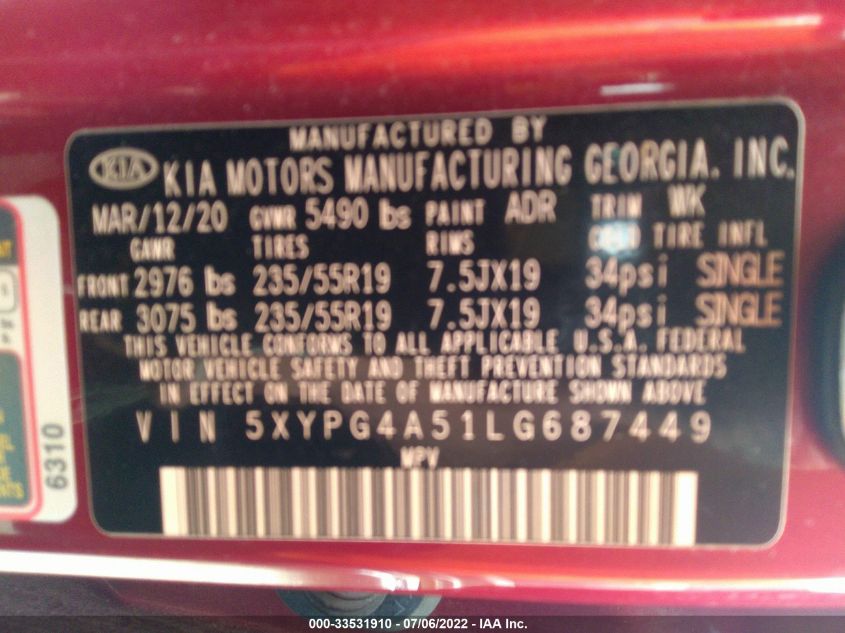 MANUFACTURED BY
KIA KIA MOTORS MANUFACTURING GEORGIA. INC.
MAR/12/20 GVWR 5490 lbs PAINT ADR TRIM WK
GAWR TIRES RIMS COLD TIRE INFL
FRONT 2976 lbs 235/55R19 7.5JX19 34psi SINGLE
REAR 3075 lbs 235/55R19 7.5JX19 34psi SINGLE
THIS VEHICLE CONFORMS TO ALL APPLICABLE U.S.A. FEDERAL
MOTOR VEHICLE SAFETY AND THEFT PREVENTION STANDARDS
IN EFFECT ON THE DATE OF MANUFACTURE SHOWN ABOVE
VIN 5XYPG4A51LG687449
MPV
6310
000-33531910 - 07/06/2022 - IAA Inc.